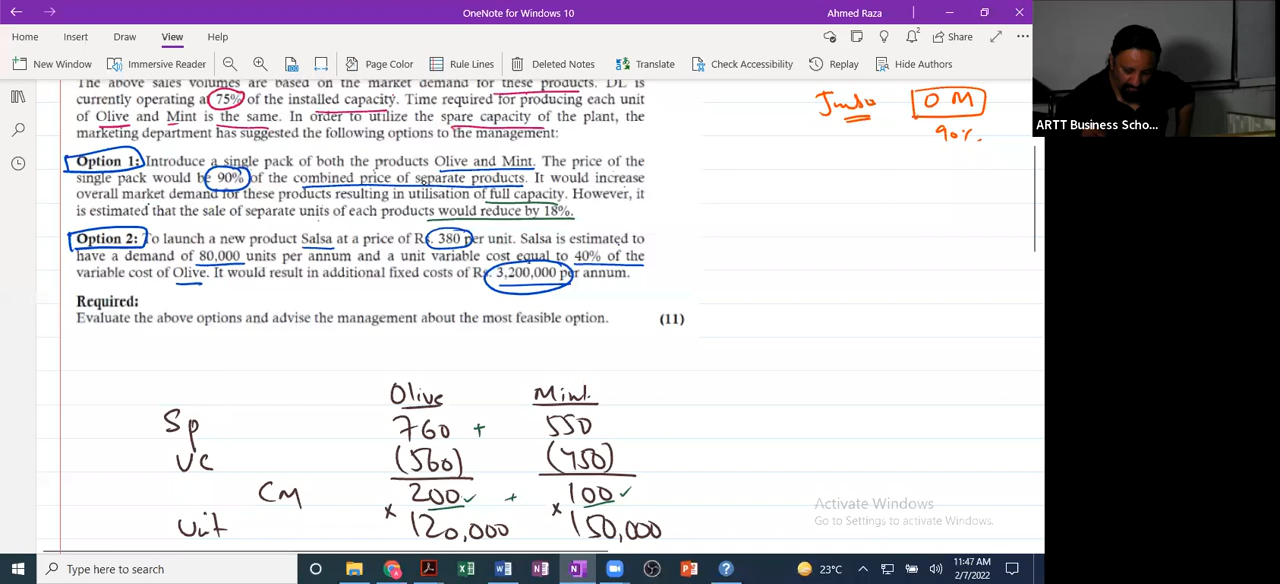 OneNote for Windows 10
Ahmed Raza
Home Insert Draw View Help
Share
New Window Immersive Reader Page Color Rule Lines Deleted Notes Translate Check Accessibility Replay Hide Authors
The above sales volumes are based on the market demand for these products. DL is
currently operating at 75% of the installed capacity. Time required for producing each unit
of Olive and Mint is the same. In order to utilize the spare capacity of the plant, the
marketing department has suggested the following options to the management:
Jumbo O M
90%
ARTT Business Scho...
Option 1: Introduce a single pack of both the products Olive and Mint. The price of the
single pack would be 90% of the combined price of separate products. It would increase
overall market demand for these products resulting in utilisation of full capacity. However, it
is estimated that the sale of separate units of each products would reduce by 18%.
Option 2: To launch a new product Salsa at a price of Rs. 380 per unit. Salsa is estimated to
have a demand of 80,000 units per annum and a unit variable cost equal to 40% of the
variable cost of Olive. It would result in additional fixed costs of Rs. 3,200,000 per annum.
Required:
Evaluate the above options and advise the management about the most feasible option. (11)
Olive Mint
Sp 760 + 550
VC (560) (450)
CM 200 ✓ + 100 ✓
Unit × 120,000 × 150,000
Activate Windows
Go to Settings to activate Windows.
Type here to search
23°C
11:47 AM
2/7/2022